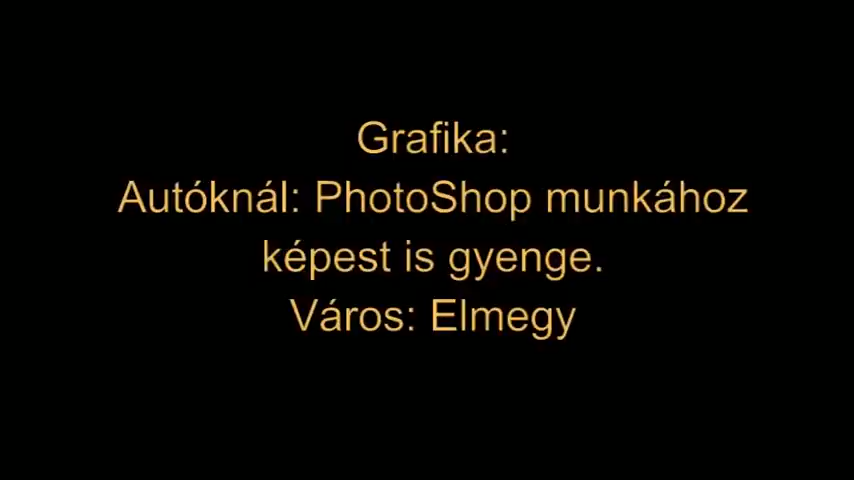 Grafika:
Autóknál: PhotoShop munkához
képest is gyenge.
Város: Elmegy